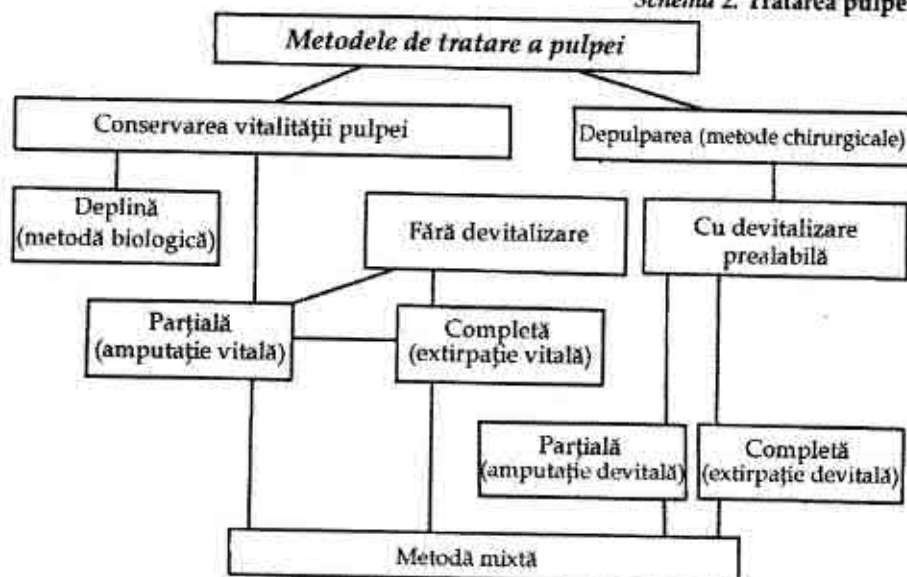 Schema 2. Tratarea pulpe
Metodele de tratare a pulpei
Conservarea vitalității pulpei
Depulparea (metode chirurgicale)
Deplină
(metodă biologică)
Fără devitalizare
Cu devitalizare
prealabilă
Parțială
(amputație vitală)
Completă
(extirpație vitală)
Parțială
(amputație devitală)
Completă
(extirpație devitală)
Metodă mixtă